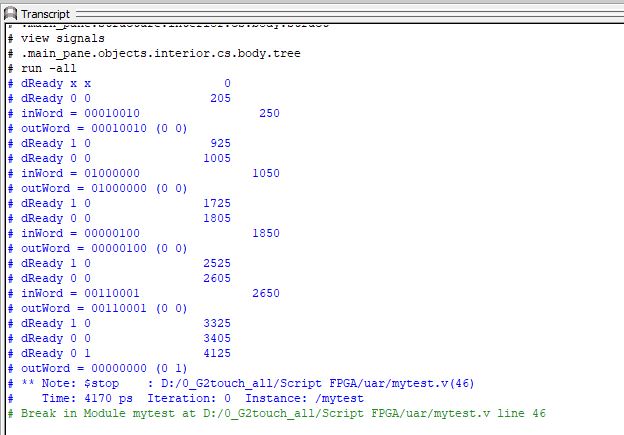 Transcript
# view signals
# .main_pane.objects.interior.cs.body.tree
# run -all
# dReady x x                   0
# dReady 0 0                 205
# inWord = 00010010                 250
# outWord = 00010010 (0 0)
# dReady 1 0                 925
# dReady 0 0                1005
# inWord = 01000000                1050
# outWord = 01000000 (0 0)
# dReady 1 0                1725
# dReady 0 0                1805
# inWord = 00000100                1850
# outWord = 00000100 (0 0)
# dReady 1 0                2525
# dReady 0 0                2605
# inWord = 00110001                2650
# outWord = 00110001 (0 0)
# dReady 1 0                3325
# dReady 0 0                3405
# dReady 0 1                4125
# outWord = 00000000 (0 1)
# ** Note: $stop    : D:/0_G2touch_all/Script FPGA/uar/mytest.v(46)
#    Time: 4170 ps  Iteration: 0  Instance: /mytest
# Break in Module mytest at D:/0_G2touch_all/Script FPGA/uar/mytest.v line 46